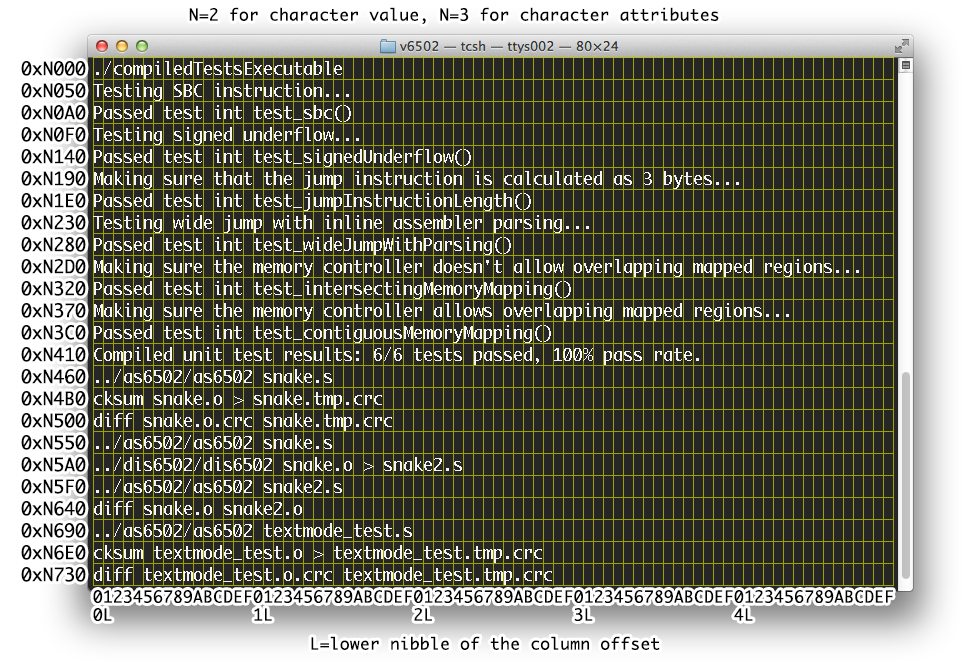 N=2 for character value, N=3 for character attributes
v6502 — tcsh — ttys002 — 80×24
0xN000 ./compiledTestsExecutable
0xN050 Testing SBC instruction...
0xN0A0 Passed test int test_sbc()
0xN0F0 Testing signed underflow...
0xN140 Passed test int test_signedUnderflow()
0xN190 Making sure that the jump instruction is calculated as 3 bytes...
0xN1E0 Passed test int test_jumpInstructionLength()
0xN230 Testing wide jump with inline assembler parsing...
0xN280 Passed test int test_wideJumpWithParsing()
0xN2D0 Making sure the memory controller doesn't allow overlapping mapped regions...
0xN320 Passed test int test_intersectingMemoryMapping()
0xN370 Making sure the memory controller allows overlapping mapped regions...
0xN3C0 Passed test int test_contiguousMemoryMapping()
0xN410 Compiled unit test results: 6/6 tests passed, 100% pass rate.
0xN460 ../as6502/as6502 snake.s
0xN4B0 cksum snake.o > snake.tmp.crc
0xN500 diff snake.o.crc snake.tmp.crc
0xN550 ../as6502/as6502 snake.s
0xN5A0 ../dis6502/dis6502 snake.o > snake2.s
0xN5F0 ../as6502/as6502 snake2.s
0xN640 diff snake.o snake2.o
0xN690 ../as6502/as6502 textmode_test.s
0xN6E0 cksum textmode_test.o > textmode_test.tmp.crc
0xN730 diff textmode_test.o.crc textmode_test.tmp.crc
0123456789ABCDEF0123456789ABCDEF0123456789ABCDEF0123456789ABCDEF0123456789ABCDEF
0L 1L 2L 3L 4L
L=lower nibble of the column offset